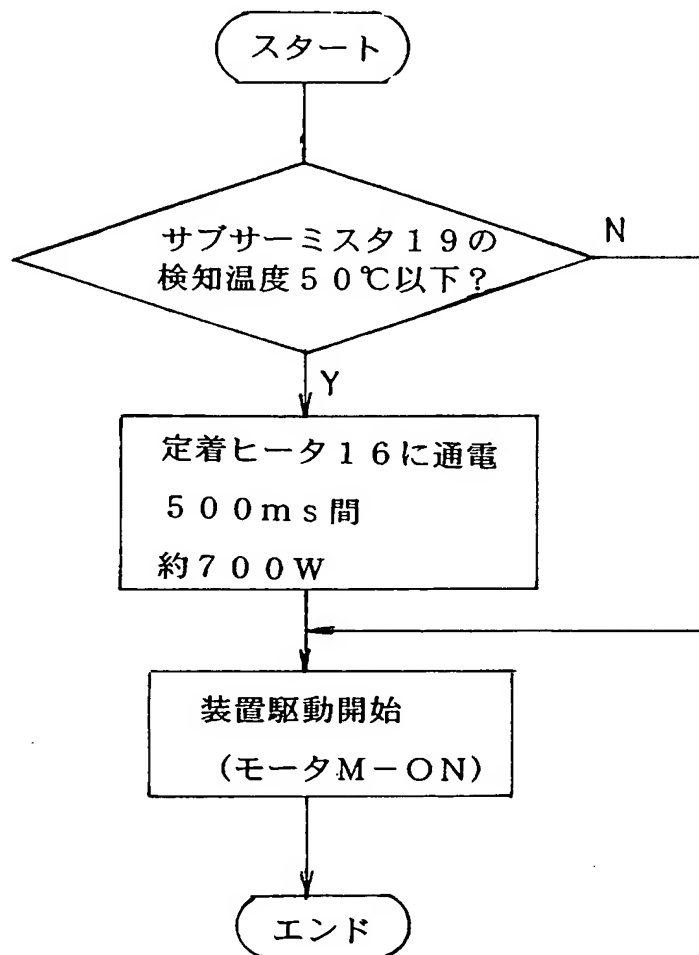 スタート
サブサーミスタ19の
検知温度50℃以下?
N
Y
定着ヒータ16に通電
500ms間
約700W
装置駆動開始
(モータM-ON)
エンド